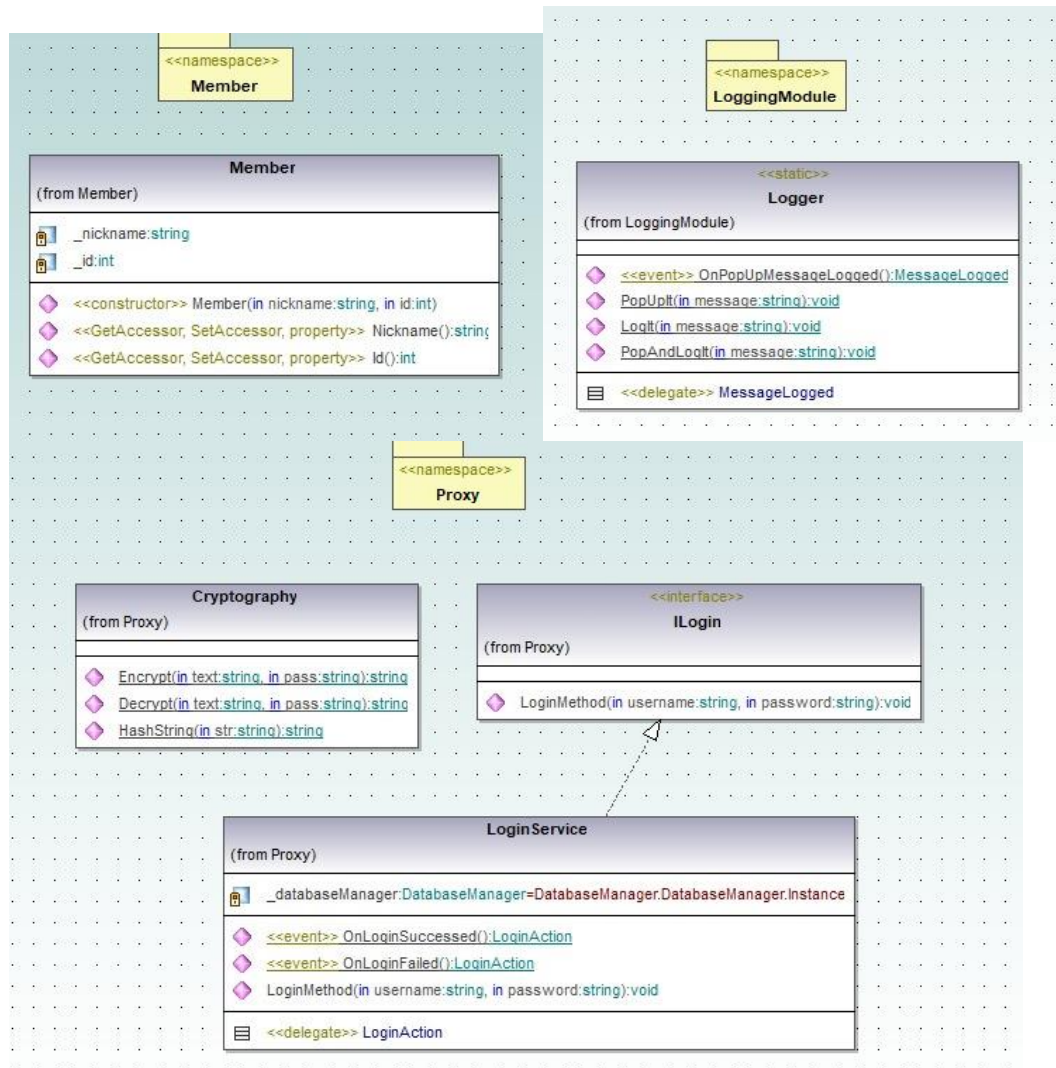 <<namespace>>
Member
Member
(from Member)
_nickname:string
_id:int
<<constructor>> Member(in nickname:string, in id:int)
<<GetAccessor, SetAccessor, property>> Nickname():string
<<GetAccessor, SetAccessor, property>> Id():int
<<namespace>>
LoggingModule
<<static>>
Logger
(from LoggingModule)
<<event>> OnPopUpMessageLogged():MessageLogged
PopUpIt(in message:string):void
LogIt(in message:string):void
PopAndLogIt(in message:string):void
<<delegate>> MessageLogged
<<namespace>>
Proxy
Cryptography
(from Proxy)
Encrypt(in text:string, in pass:string):string
Decrypt(in text:string, in pass:string):string
HashString(in str:string):string
<<interface>>
ILogin
(from Proxy)
LoginMethod(in username:string, in password:string):void
LoginService
(from Proxy)
_databaseManager:DatabaseManager=DatabaseManager.DatabaseManager.Instance
<<event>> OnLoginSuccessed():LoginAction
<<event>> OnLoginFailed():LoginAction
LoginMethod(in username:string, in password:string):void
<<delegate>> LoginAction